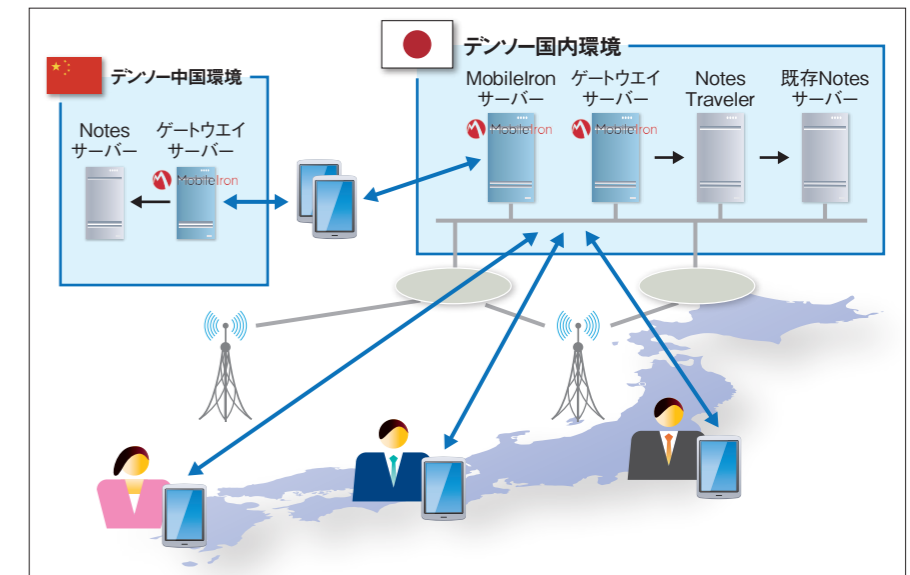 デンソー中国環境
Notes
サーバー
ゲートウエイ
サーバー
MobileIron
デンソー国内環境
MobileIron
サーバー
MobileIron
ゲートウエイ
サーバー
MobileIron
Notes
Traveler
既存Notes
サーバー